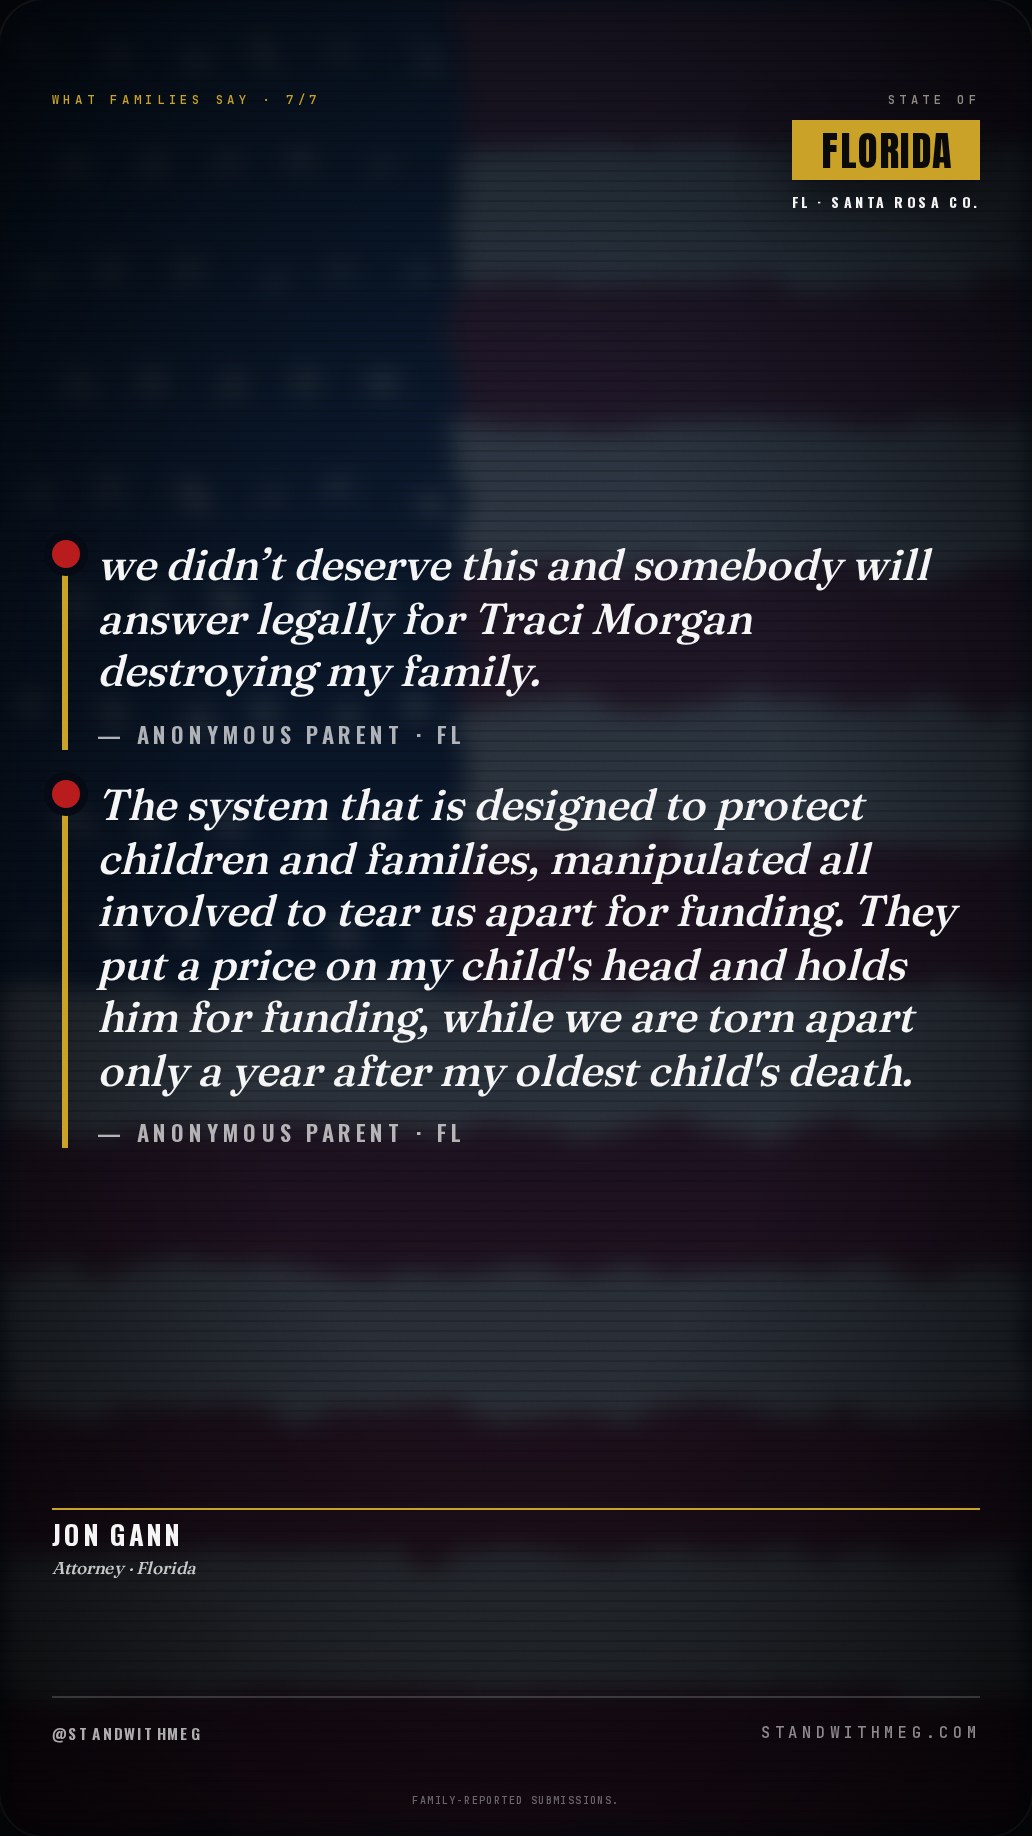 WHAT FAMILIES SAY · 7/7
STATE OF
FLORIDA
FL · SANTA ROSA CO.
we didn’t deserve this and somebody will
answer legally for Traci Morgan
destroying my family.
— ANONYMOUS PARENT · FL
The system that is designed to protect
children and families, manipulated all
involved to tear us apart for funding. They
put a price on my child's head and holds
him for funding, while we are torn apart
only a year after my oldest child's death.
— ANONYMOUS PARENT · FL
JON GANN
Attorney · Florida
@STANDWITHMEG
STANDWITHMEG.COM
FAMILY-REPORTED SUBMISSIONS.